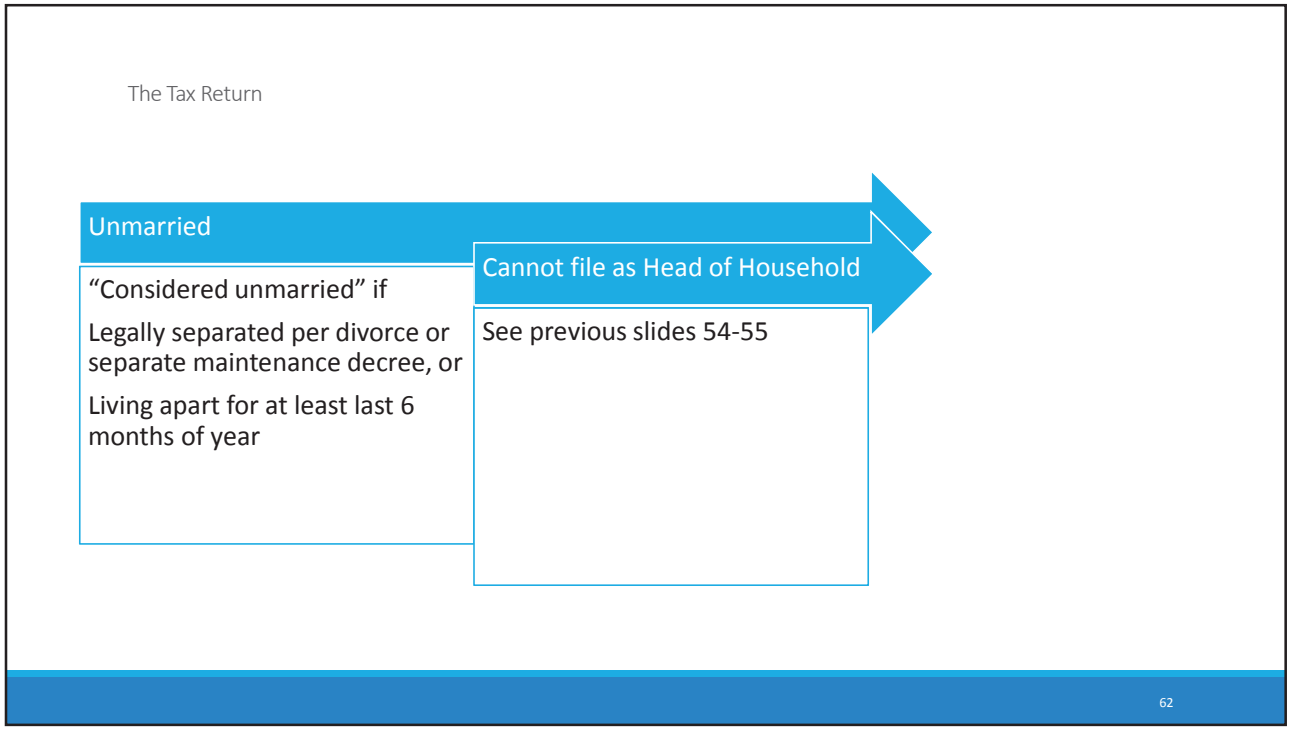 The Tax Return
Unmarried
“Considered unmarried” if
Legally separated per divorce or
separate maintenance decree, or
Living apart for at least last 6
months of year
Cannot file as Head of Household
See previous slides 54-55
62